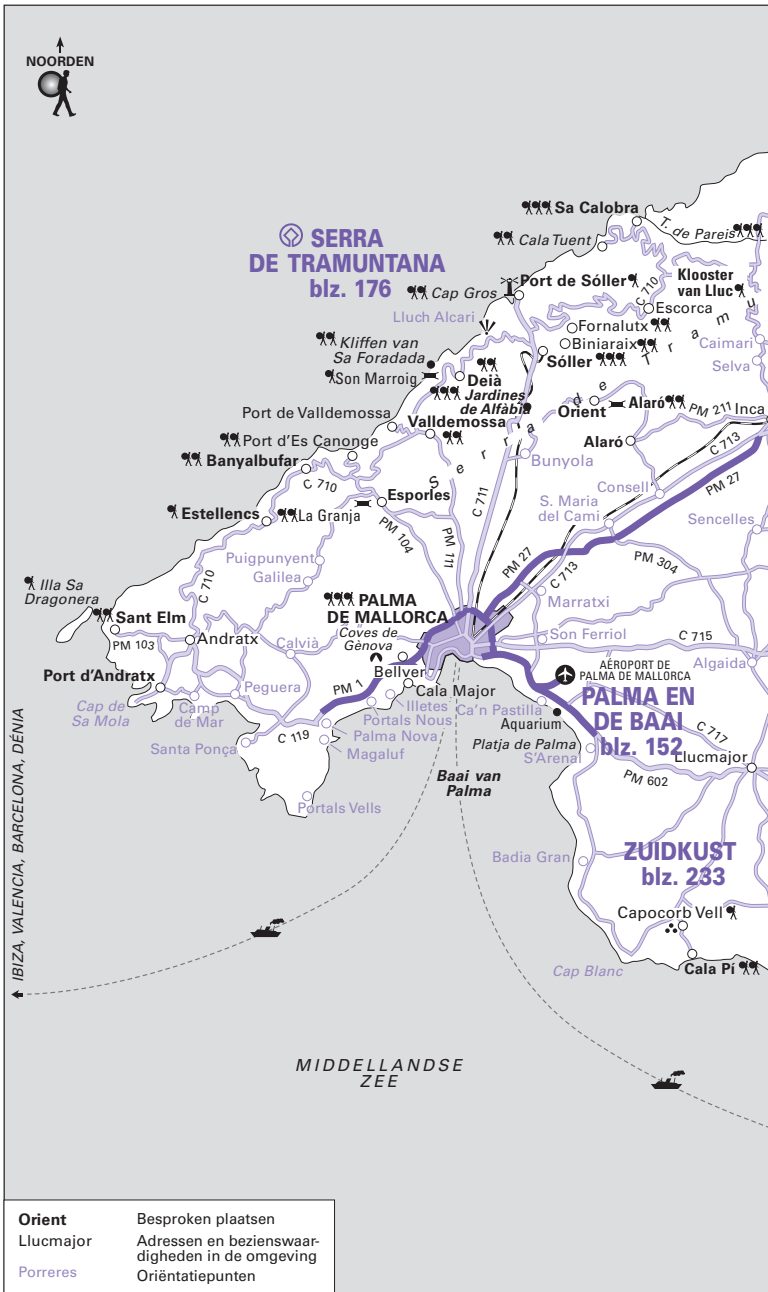 NOORDEN
SERRA
DE TRAMUNTANA
blz. 176
Sa Calobra
T. de Pareis
Cala Tuent
Port de Sóller
Klooster
van Lluc
Cap Gros
C 710
Escorca
Lluch Alcari
Fornalutx
Biniaraix
Caimari
Kliffen van
Sa Foradada
Sóller
Selva
Son Marroig
Deià
Jardines
de Alfàbia
Serra de Tramu
Orient
Alaró
PM 211
Inca
Port de Valldemossa
Valldemossa
Alaró
C 713
Port d'Es Canonge
Bunyola
PM 27
Banyalbufar
C 710
C 711
Consell
Esporles
S. Maria
del Cami
Estellencs
La Granja
PM 104
PM 111
Sencelles
Puigpunyent
PM 27
PM 304
Galilea
C 710
C 713
Illa Sa
Dragonera
Marratxi
Sant Elm
PALMA
DE MALLORCA
PM 103
Andratx
Calvià
Coves de
Gènova
Son Ferriol
C 715
Algaida
Port d'Andratx
Bellver
AÉROPORT DE
PALMA DE MALLORCA
Peguera
PM 1
Cala Major
PALMA EN
DE BAAI
blz. 152
Cap de
Sa Mola
Camp
de Mar
Illetes
Ca'n Pastilla
Portals Nous
Aquarium
C 717
Santa Ponça
C 119
Palma Nova
Platja de Palma
Magaluf
S'Arenal
Llucmajor
Baai van
Palma
PM 602
Portals Vells
IBIZA, VALENCIA, BARCELONA, DÉNIA
Badia Gran
ZUIDKUST
blz. 233
Capocorb Vell
Cap Blanc
Cala Pí
MIDDELLANDSE
ZEE
Orient Besproken plaatsen
Llucmajor Adressen en bezienswaar-
digheden in de omgeving
Porreres Oriëntatiepunten